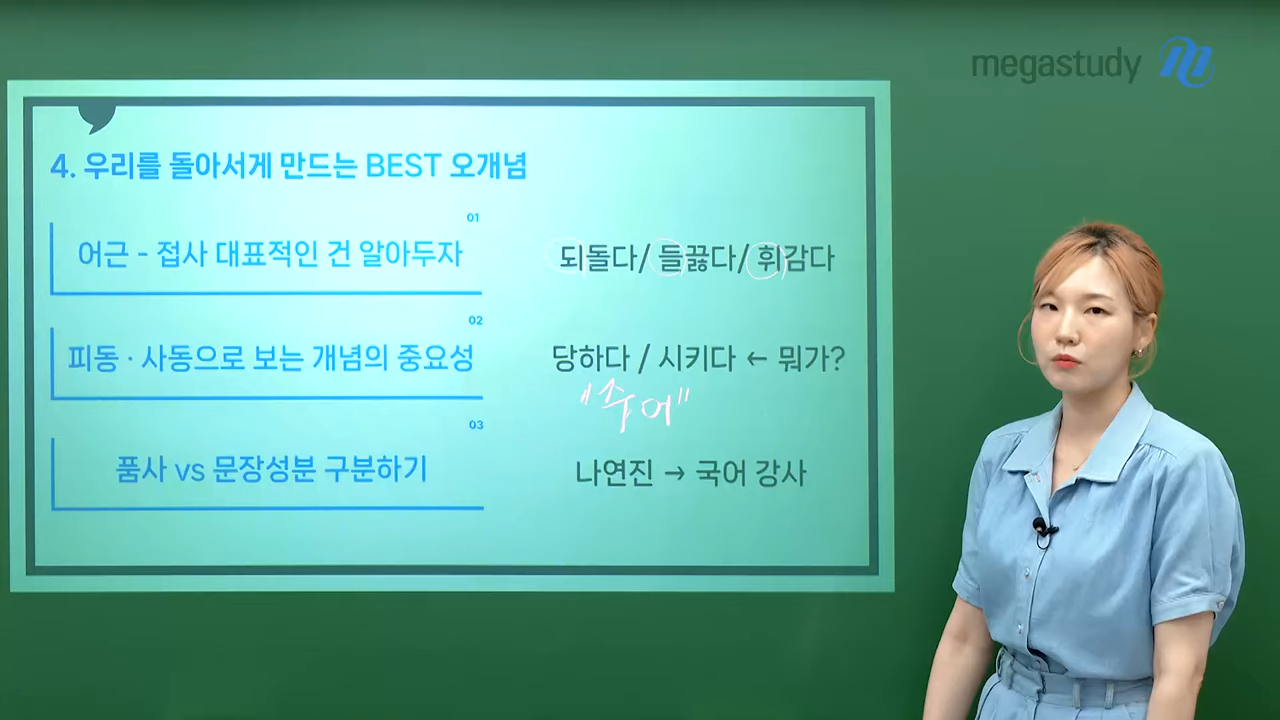 megastudy
4. 우리를 돌아서게 만드는 BEST 오개념
01
어근 - 접사 대표적인 건 알아두자
되돌다/ 들끓다/ 휘감다
02
피동 · 사동으로 보는 개념의 중요성
당하다 / 시키다 ← 뭐가?
"주어"
03
품사 vs 문장성분 구분하기
나연진 → 국어 강사